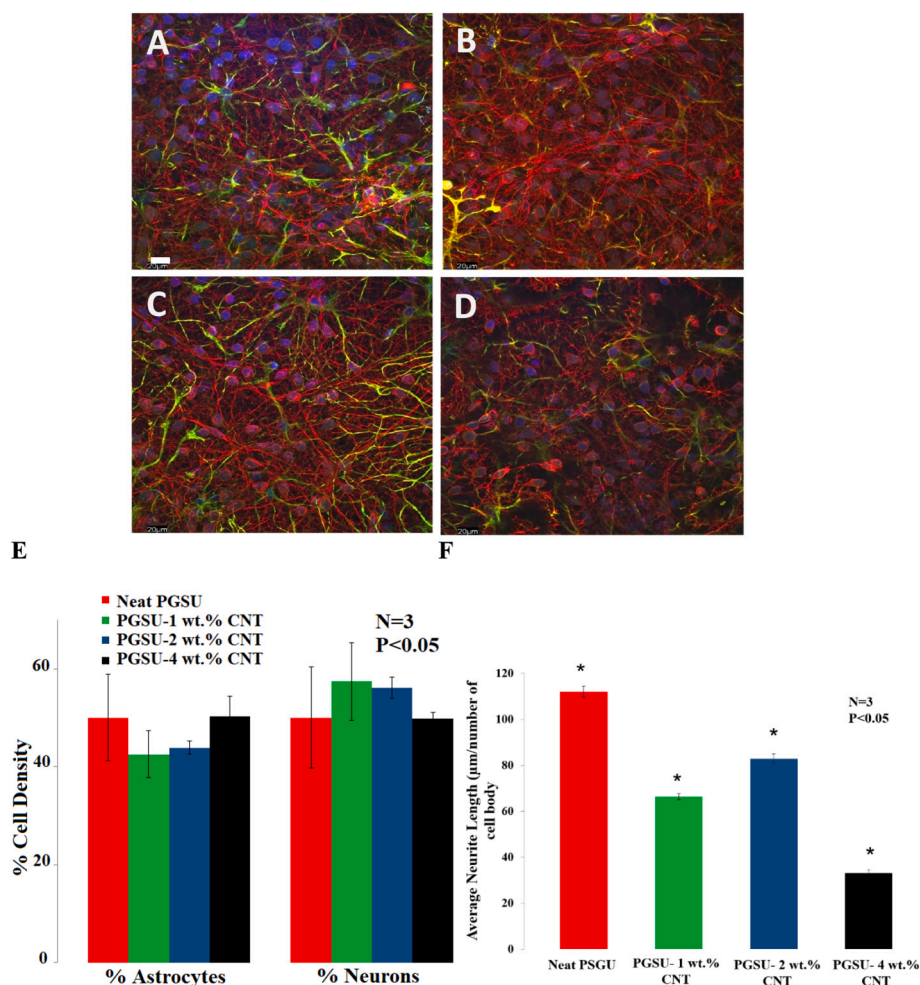 A
B
20μm
20μm
C
D
20μm
20μm
E
F
Neat PGSU
PGSU-1 wt.% CNT
PGSU-2 wt.% CNT
PGSU-4 wt.% CNT
N=3
P<0.05
60
40
20
0
% Cell Density
% Astrocytes
% Neurons
120
100
80
60
40
20
0
Average Neurite Length (μm/number of
cell body
*
*
*
*
N=3
P<0.05
Neat PSGU
PGSU- 1 wt.%
CNT
PGSU- 2 wt.%
CNT
PGSU- 4 wt.%
CNT